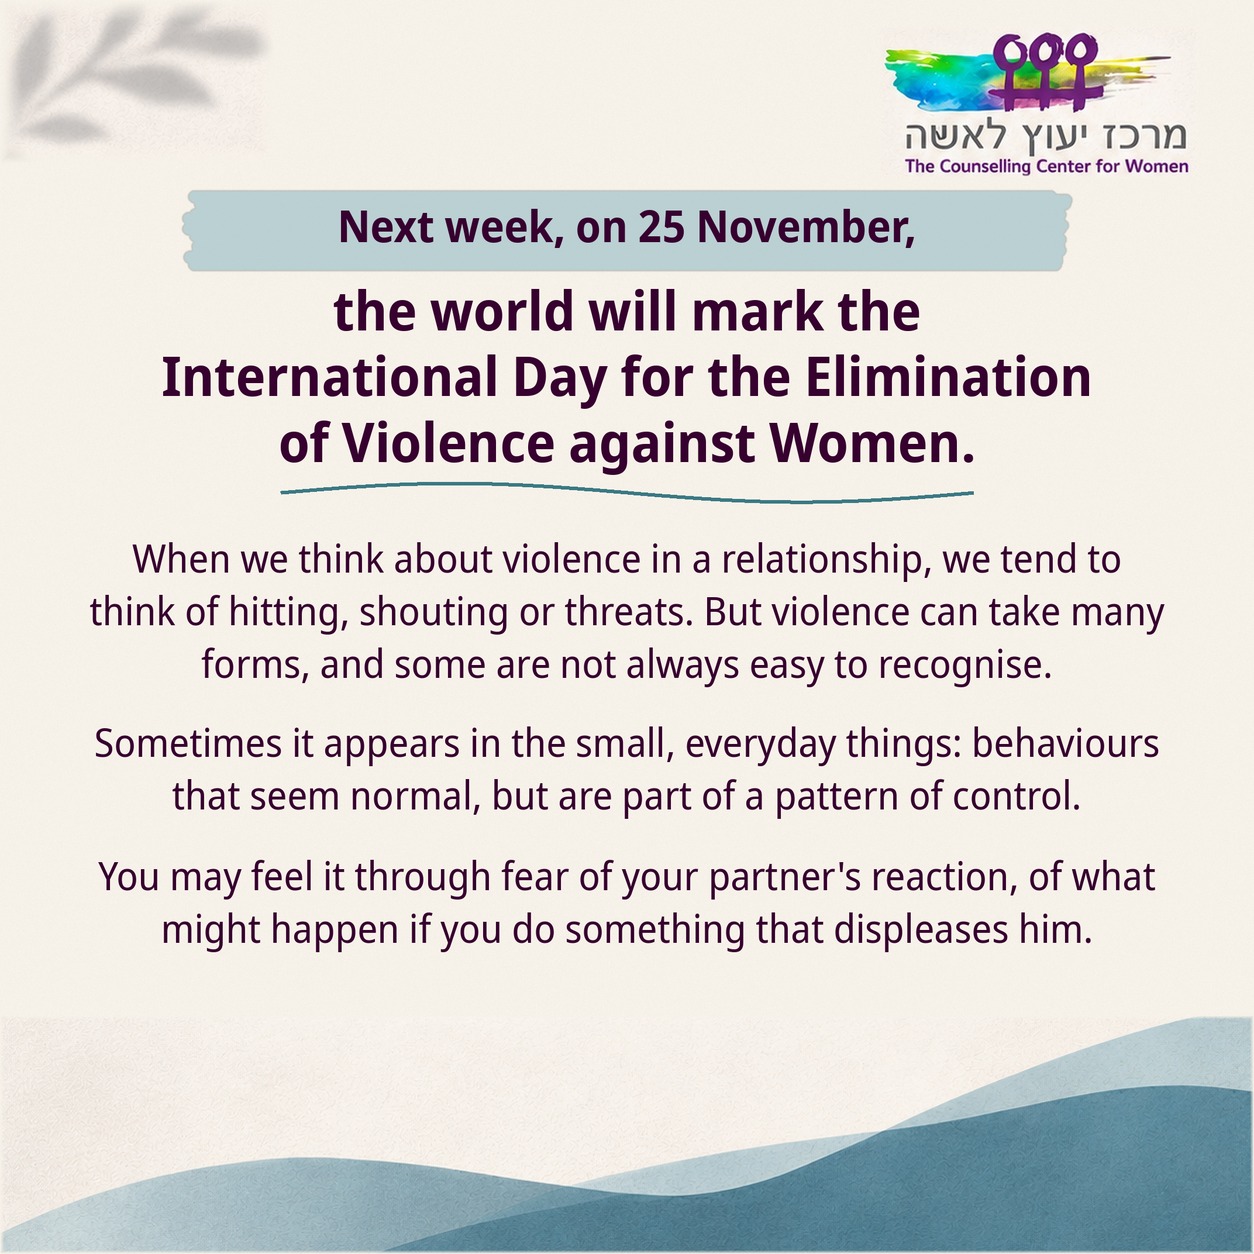 מרכז יעוץ לאשה
The Counselling Center for Women
Next week, on 25 November,
the world will mark the
International Day for the Elimination
of Violence against Women.
When we think about violence in a relationship, we tend to
think of hitting, shouting or threats. But violence can take many
forms, and some are not always easy to recognise.
Sometimes it appears in the small, everyday things: behaviours
that seem normal, but are part of a pattern of control.
You may feel it through fear of your partner's reaction, of what
might happen if you do something that displeases him.